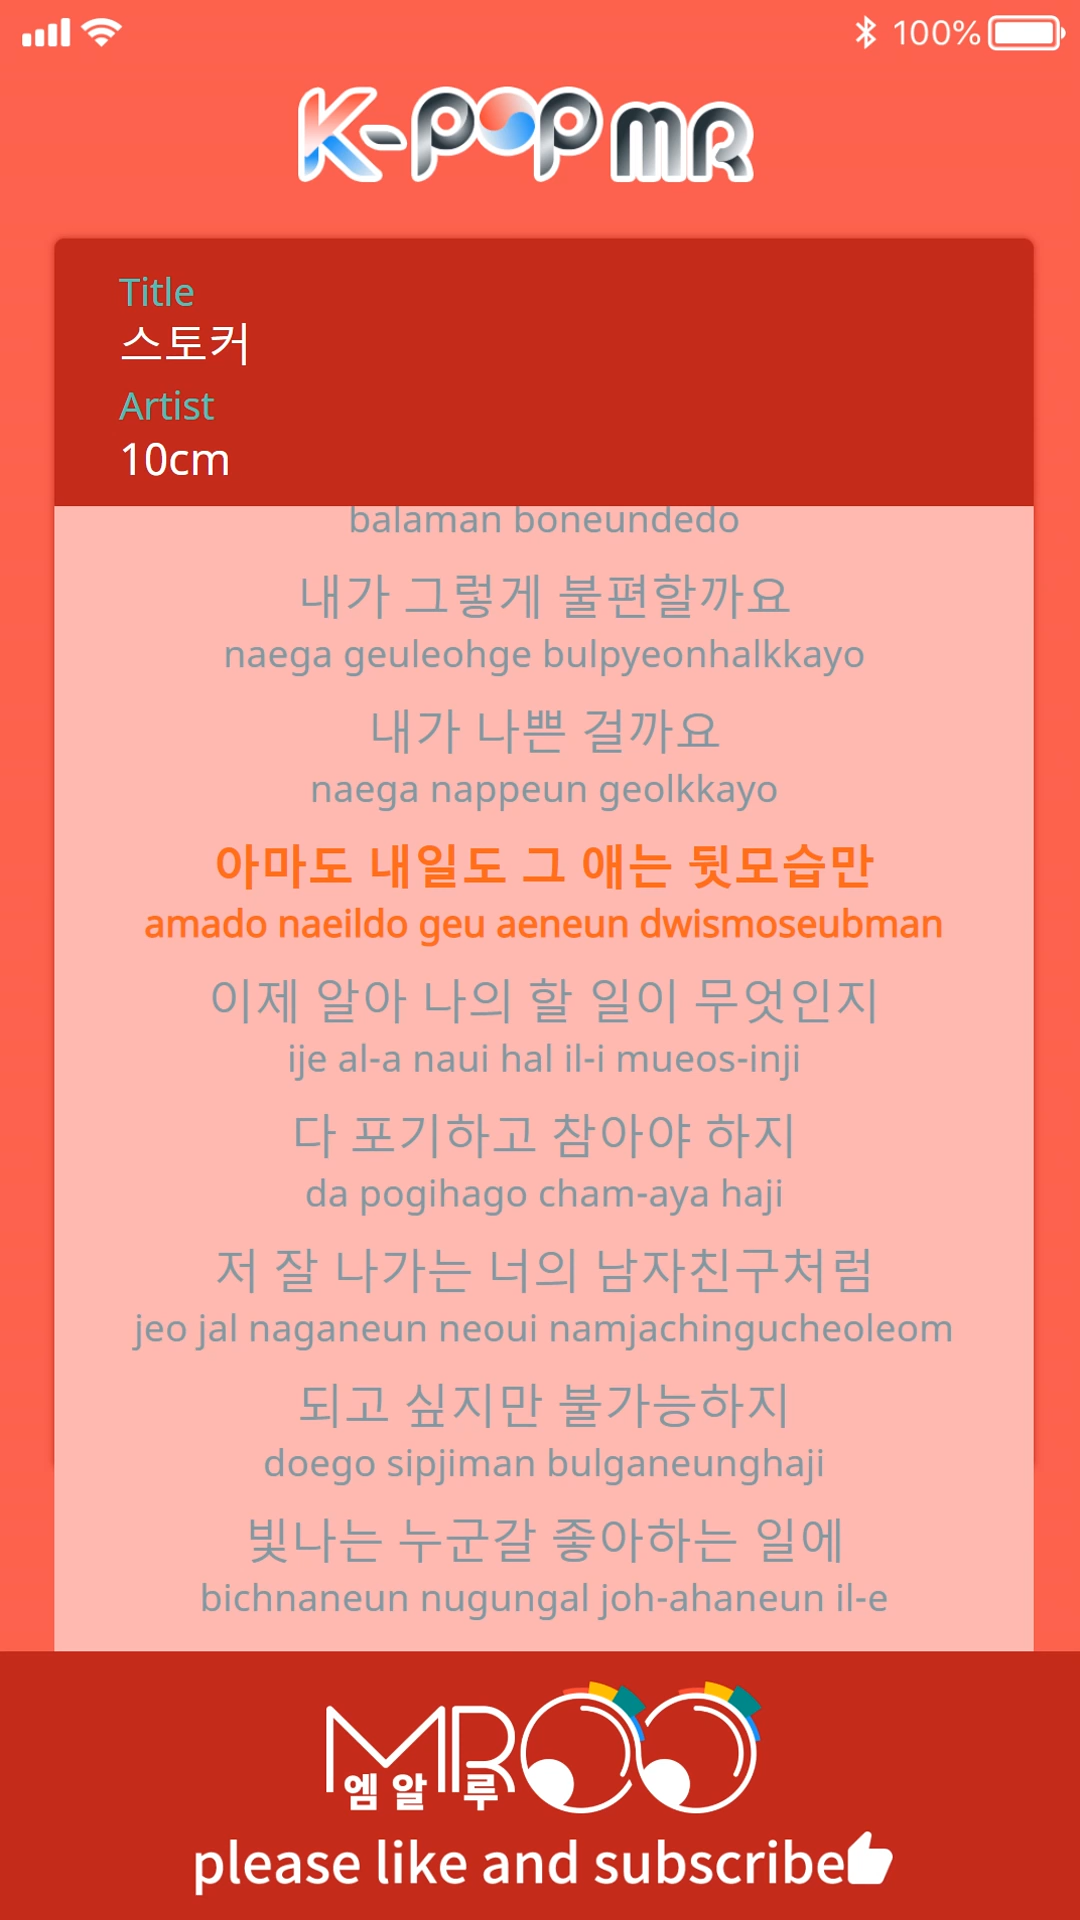 100%
K-POP MR
Title
스토커
Artist
10cm
balaman boneundedo
내가 그렇게 불편할까요
naega geuleohge bulpyeonhalkkayo
내가 나쁜 걸까요
naega nappeun geolkkayo
아마도 내일도 그 애는 뒷모습만
amado naeildo geu aeneun dwismoseubman
이제 알아 나의 할 일이 무엇인지
ije al-a naui hal il-i mueos-inji
다 포기하고 참아야 하지
da pogihago cham-aya haji
저 잘 나가는 너의 남자친구처럼
jeo jal naganeun neoui namjachingucheoleom
되고 싶지만 불가능하지
doego sipjiman bulganeunghaji
빛나는 누군갈 좋아하는 일에
bichnaneun nugungal joh-ahaneun il-e
MROO
엠알루
please like and subscribe